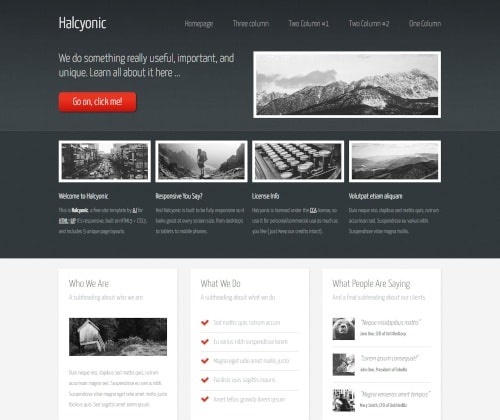 Halcyonic
Homepage Three column Two Column #1 Two Column #2 One Column
We do something really useful, important, and
unique. Learn all about it here ...
Go on, click me!
Welcome to Halcyonic
This is Halcyonic, a free site template by AJ for
HTML5 UP. It's responsive, built on HTML5 + CSS3,
and includes 5 unique page layouts.
Responsive You Say?
Yes! Halcyonic is built to be fully responsive so it
looks great at every screen size, from desktops
to tablets to mobile phones.
License Info
Halcyonic is licensed under the CCA license, so
use it for personal/commercial use as much as
you like (just keep our credits intact).
Volutpat etiam aliquam
Duis neque nisi, dapibus sed mattis quis, rutrum
accumsan sed. Suspendisse eu varius nibh.
Suspendisse vitae magna mollis.
Who We Are
A subheading about who we are
Duis neque nisi, dapibus sed mattis quis, rutrum
accumsan magna sed. Suspendisse eu varius nibh.
Suspendisse vitae magna eget odio amet mollis
justo facilisis quis. Sed sagittis amet lorem ipsum
What We Do
A subheading about what we do
Sed mattis quis rutrum accum
Eu varius nibh suspendisse lorem
Magna eget odio amet mollis justo
Facilisis quis sagittis mauris
Amet tellus gravida lorem ipsum
What People Are Saying
And a final subheading about our clients
"Neque nisidapibus mattis"
Jane Doe, CEO of UntitledCorp
"Lorem ipsum consequat!"
John Doe, President of FakeBiz
"Magna veroeros amet tempus"
Mary Smith, CFO of UntitledBiz